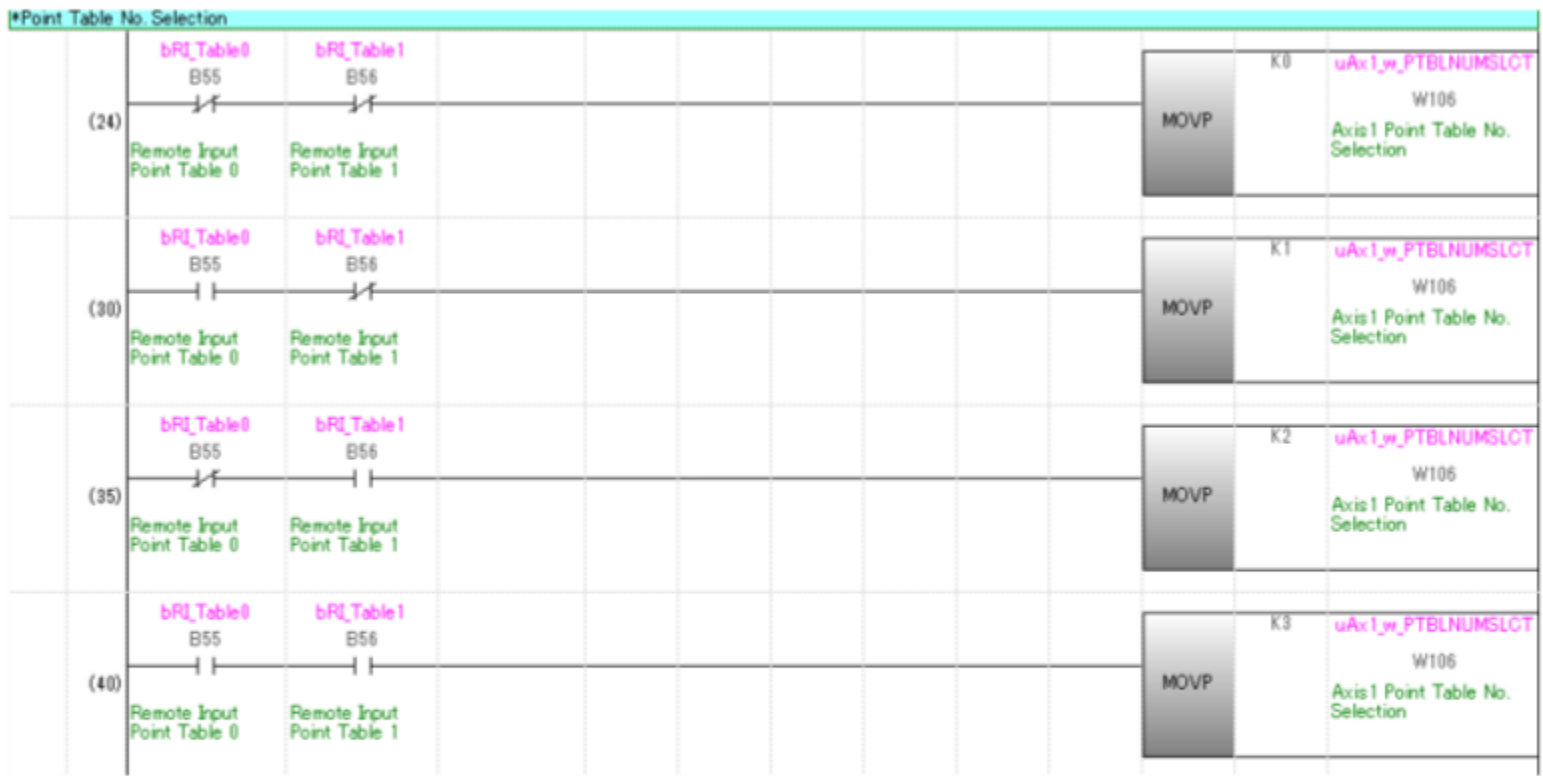 *Point Table No. Selection
bRI_Table0 bRI_Table1
B55 B56
K0 uAx1_w_PTBLNUMSLCT
W106
(24)
MOVP
Remote Input Remote Input
Point Table 0 Point Table 1
Axis1 Point Table No.
Selection
bRI_Table0 bRI_Table1
B55 B56
K1 uAx1_w_PTBLNUMSLCT
W106
(30)
MOVP
Remote Input Remote Input
Point Table 0 Point Table 1
Axis1 Point Table No.
Selection
bRI_Table0 bRI_Table1
B55 B56
K2 uAx1_w_PTBLNUMSLCT
W106
(35)
MOVP
Remote Input Remote Input
Point Table 0 Point Table 1
Axis1 Point Table No.
Selection
bRI_Table0 bRI_Table1
B55 B56
K3 uAx1_w_PTBLNUMSLCT
W106
(40)
MOVP
Remote Input Remote Input
Point Table 0 Point Table 1
Axis1 Point Table No.
Selection